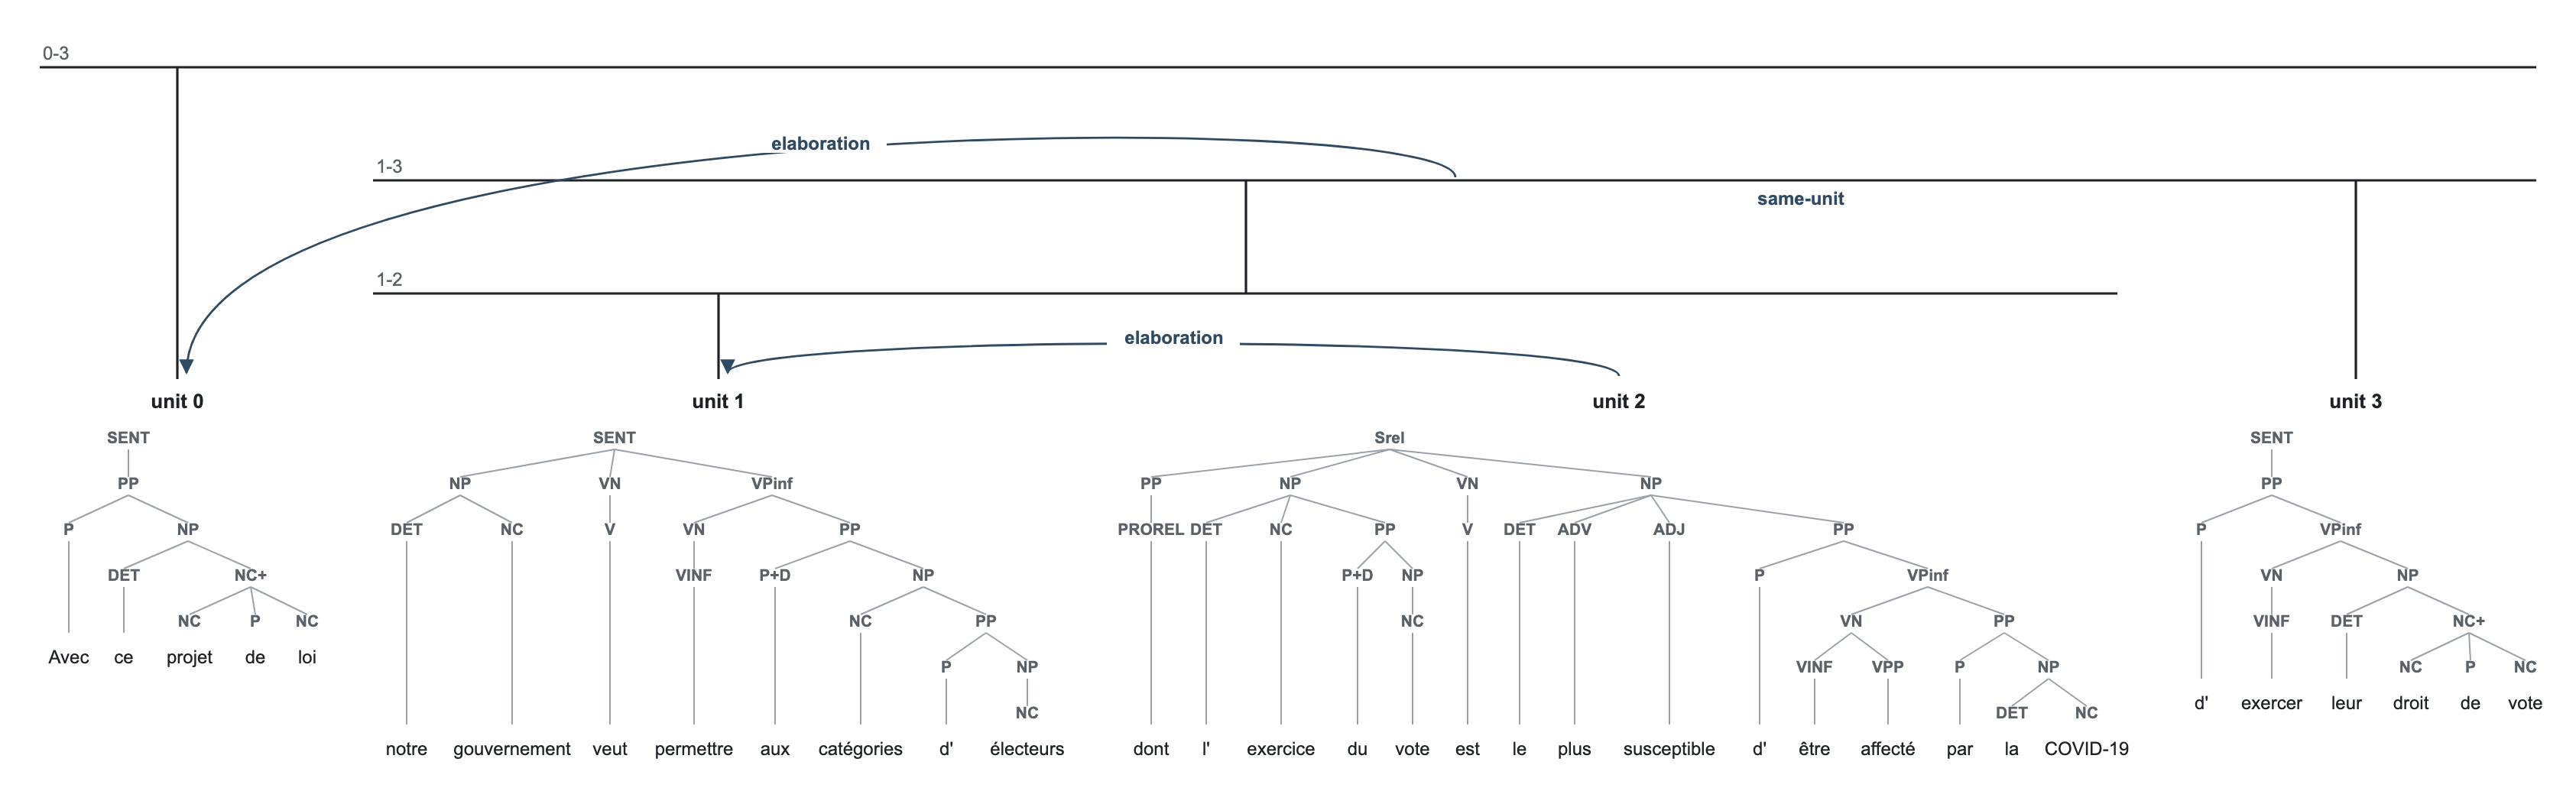 0-3
elaboration
1-3
same-unit
1-2
elaboration
unit 0 unit 1 unit 2 unit 3
SENT SENT Srel SENT
PP NP VN VPinf PP NP VN NP PP
P NP DET NC V VN PP PROREL DET NC PP V DET ADV ADJ PP P VPinf
DET NC+ VINF P+D NP P+D NP P VPinf VN NP
NC P NC NC PP NC VN PP VINF DET NC+
Avec ce projet de loi
P NP VINF VPP P NP NC P NC
d' exercer leur droit de vote
NC DET NC
notre gouvernement veut permettre aux catégories d' électeurs dont l' exercice du vote est le plus susceptible d' être affecté par la COVID-19